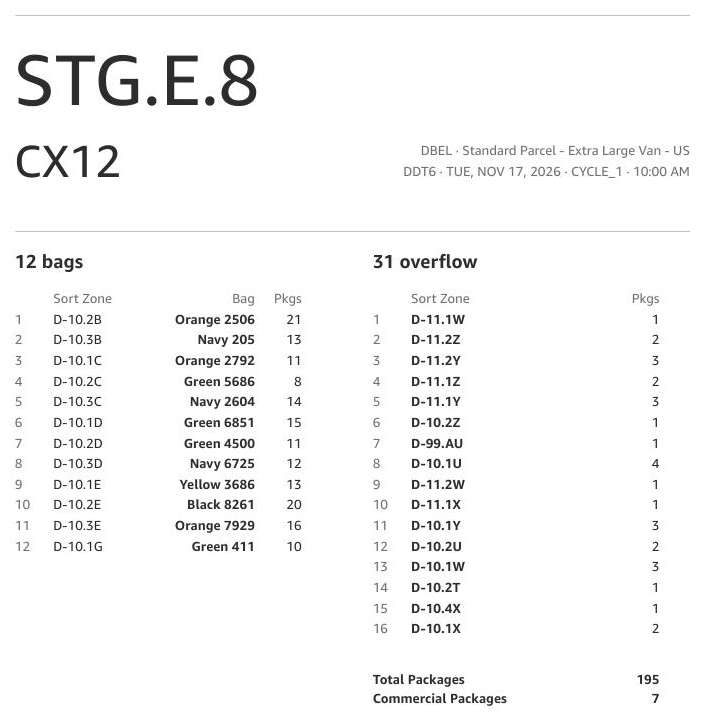 STG.E.8
CX12
DBEL · Standard Parcel - Extra Large Van - US
DDT6 · TUE, NOV 17, 2026 · CYCLE_1 · 10:00 AM
12 bags
Sort Zone Bag Pkgs
1 D-10.2B Orange 2506 21
2 D-10.3B Navy 205 13
3 D-10.1C Orange 2792 11
4 D-10.2C Green 5686 8
5 D-10.3C Navy 2604 14
6 D-10.1D Green 6851 15
7 D-10.2D Green 4500 11
8 D-10.3D Navy 6725 12
9 D-10.1E Yellow 3686 13
10 D-10.2E Black 8261 20
11 D-10.3E Orange 7929 16
12 D-10.1G Green 411 10
31 overflow
Sort Zone Pkgs
1 D-11.1W 1
2 D-11.2Z 2
3 D-11.2Y 3
4 D-11.1Z 2
5 D-11.1Y 3
6 D-10.2Z 1
7 D-99.AU 1
8 D-10.1U 4
9 D-11.2W 1
10 D-11.1X 1
11 D-10.1Y 3
12 D-10.2U 2
13 D-10.1W 3
14 D-10.2T 1
15 D-10.4X 1
16 D-10.1X 2
Total Packages 195
Commercial Packages 7